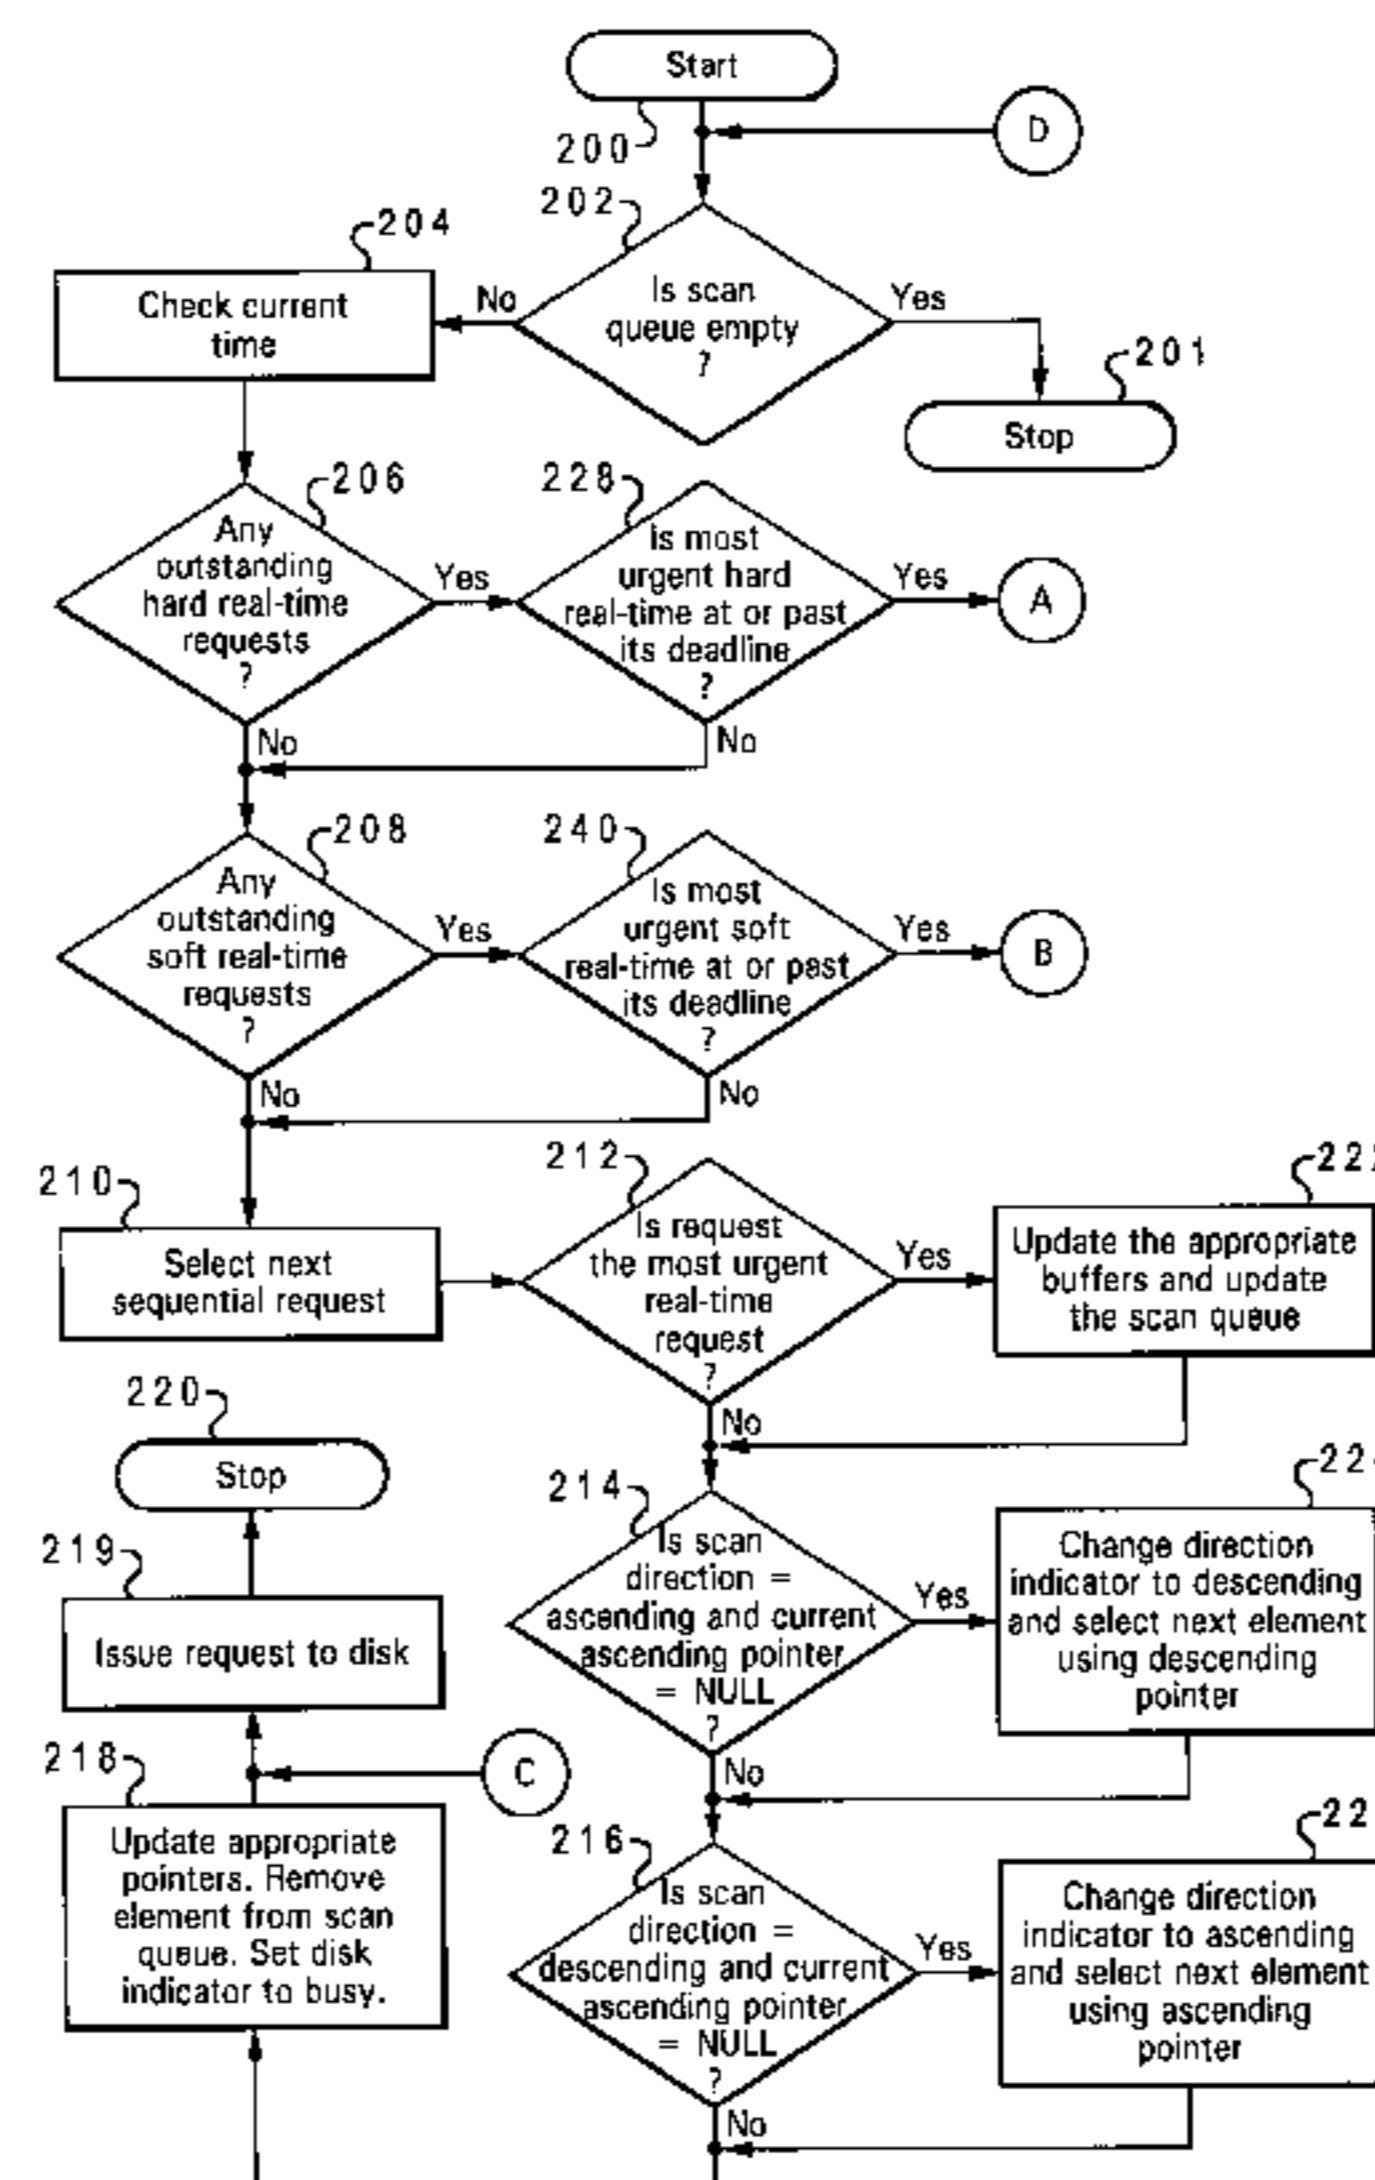 Start
200
D
202
204
Check current
time
No
Is scan
queue empty
?
Yes
201
Stop
206
Any
outstanding
hard real-time
requests
?
Yes
228
Is most
urgent hard
real-time at or past
its deadline
?
Yes
A
No
No
208
Any
outstanding
soft real-time
requests
?
Yes
240
Is most
urgent soft
real-time at or past
its deadline
?
Yes
B
No
No
210
Select next
sequential request
212
Is request
the most urgent
real-time
request
?
Yes
Update the appropriate
buffers and update
the scan queue
No
220
Stop
214
Is scan
direction =
ascending and current
ascending pointer
= NULL
?
Yes
Change direction
indicator to descending
and select next element
using descending
pointer
No
219
Issue request to disk
C
218
Update appropriate
pointers. Remove
element from scan
queue. Set disk
indicator to busy.
216
Is scan
direction =
descending and current
ascending pointer
= NULL
?
Yes
22
Change direction
indicator to ascending
and select next element
using ascending
pointer
No